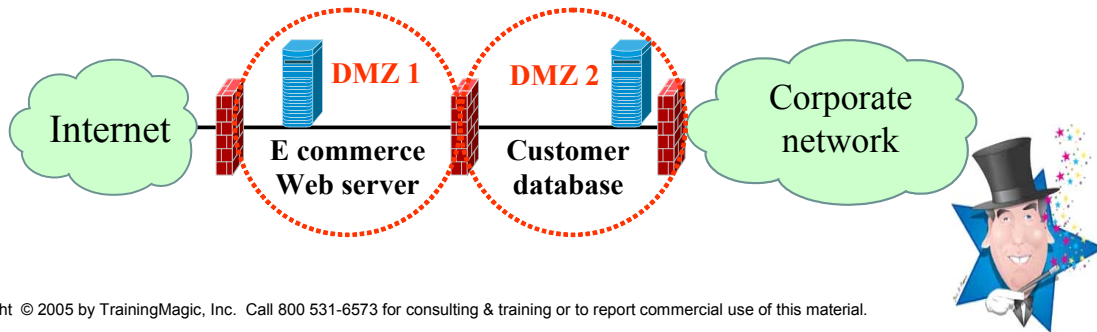 Internet
DMZ 1
E commerce
Web server
DMZ 2
Customer
database
Corporate
network
ht © 2005 by TrainingMagic, Inc. Call 800 531-6573 for consulting & training or to report commercial use of this material.